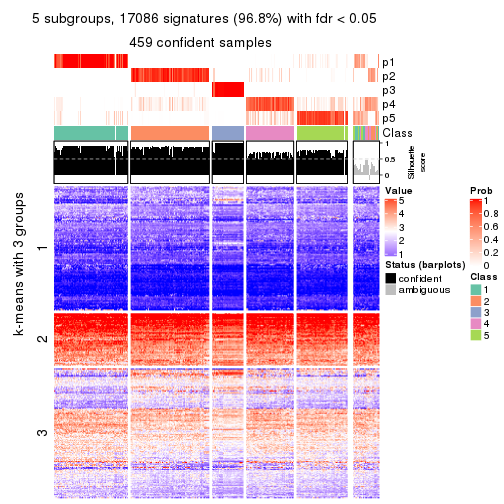 5 subgroups, 17086 signatures (96.8%) with fdr < 0.05
459 confident samples
p1
p2
p3
p4
p5
Class
1
0.5
0
Silhouette
score
k-means with 3 groups
1
2
3
Value
5
4
3
2
1
Status (barplots)
confident
ambiguous
Prob
1
0.8
0.6
0.4
0.2
0
Class
1
2
3
4
5